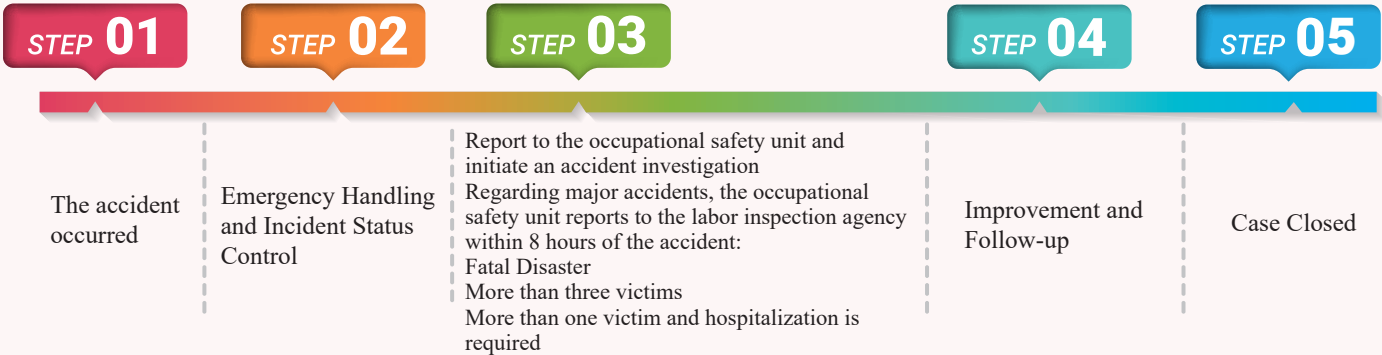 STEP 01
The accident
occurred
STEP 02
Emergency Handling
and Incident Status
Control
STEP 03
Report to the occupational safety unit and
initiate an accident investigation
Regarding major accidents, the occupational
safety unit reports to the labor inspection agency
within 8 hours of the accident:
Fatal Disaster
More than three victims
More than one victim and hospitalization is
required
STEP 04
Improvement and
Follow-up
STEP 05
Case Closed